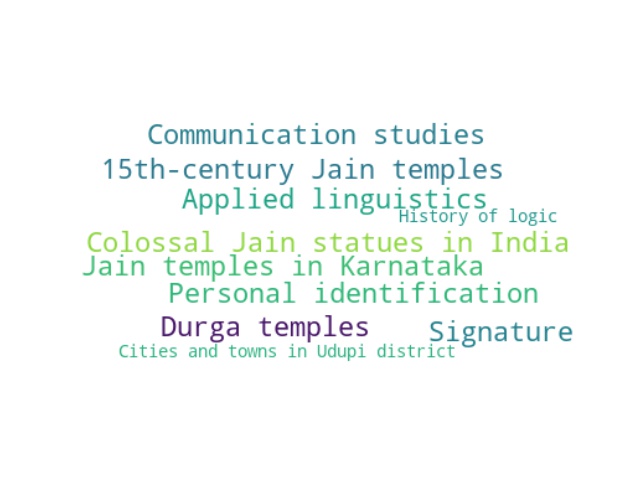 Communication studies
15th-century Jain temples
Applied linguistics
History of logic
Colossal Jain statues in India
Jain temples in Karnataka
Personal identification
Durga temples
Signature
Cities and towns in Udupi district